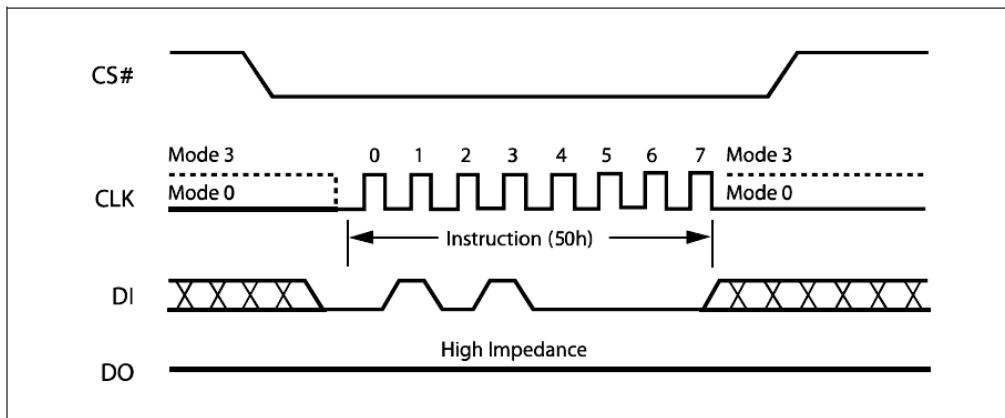 CS#
Mode 3 0 1 2 3 4 5 6 7 Mode 3
CLK Mode 0 Mode 0
Instruction (50h)
DI
High Impedance
DO